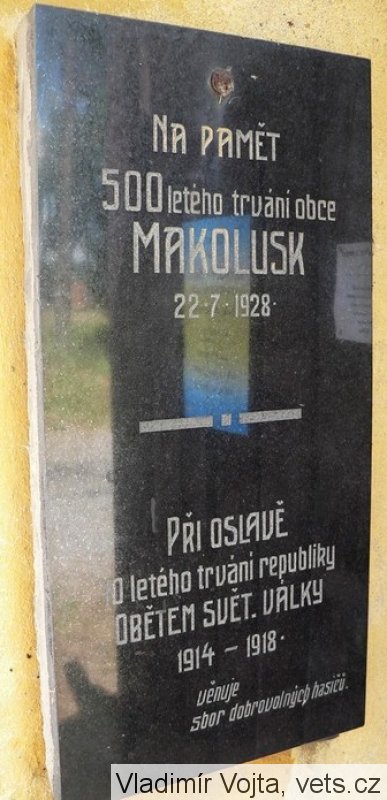 NA PAMĚT
500 letého trvání obce
MAKOLUSK
22·7·1928·
PŘI OSLAVĚ
0 letého trvání republiky
OBĚTEM SVĚT. VÁLKY
1914 – 1918·
věnuje
sbor dobrovolných hasičů.
Vladimír Vojta, vets.cz